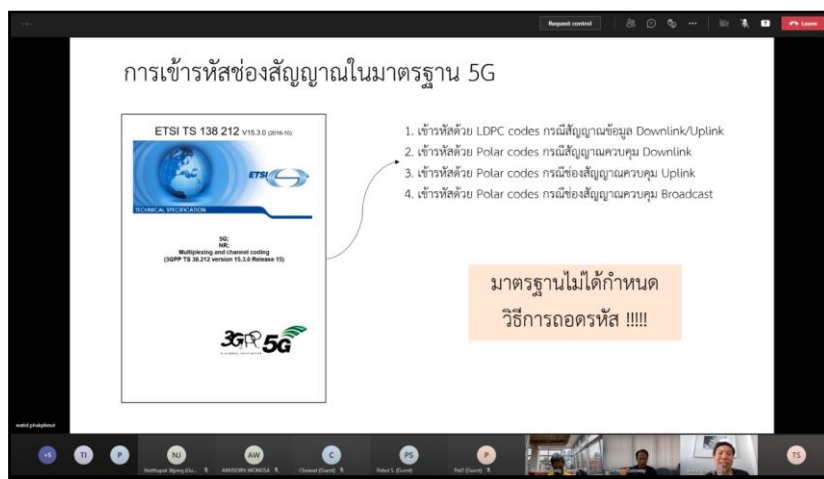 Request control
Leave
การเข้ารหัสช่องสัญญาณในมาตรฐาน 5G
ETSI TS 138 212 V15.3.0 (2018-10)
ETSI
TECHNICAL SPECIFICATION
5G;
NR;
Multiplexing and channel coding
(3GPP TS 38.212 version 15.3.0 Release 15)
3GPP 5G
1. เข้ารหัสด้วย LDPC codes กรณีสัญญาณข้อมูล Downlink/Uplink
2. เข้ารหัสด้วย Polar codes กรณีสัญญาณควบคุม Downlink
3. เข้ารหัสด้วย Polar codes กรณีช่องสัญญาณควบคุม Uplink
4. เข้ารหัสด้วย Polar codes กรณีช่องสัญญาณควบคุม Broadcast
มาตรฐานไม่ได้กำหนด
วิธีการถอดรหัส !!!!!
watid.phakphisut
+5 TI P NJ AW C PS P TS
ANUSORN WONGSA